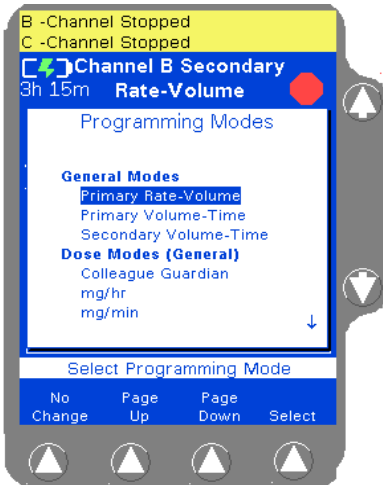 B -Channel Stopped
C -Channel Stopped
Channel B Secondary
3h 15m Rate-Volume
Programming Modes
General Modes
Primary Rate-Volume
Primary Volume-Time
Secondary Volume-Time
Dose Modes (General)
Colleague Guardian
mg/hr
mg/min
↓
Select Programming Mode
No Change Page Up Page Down Select